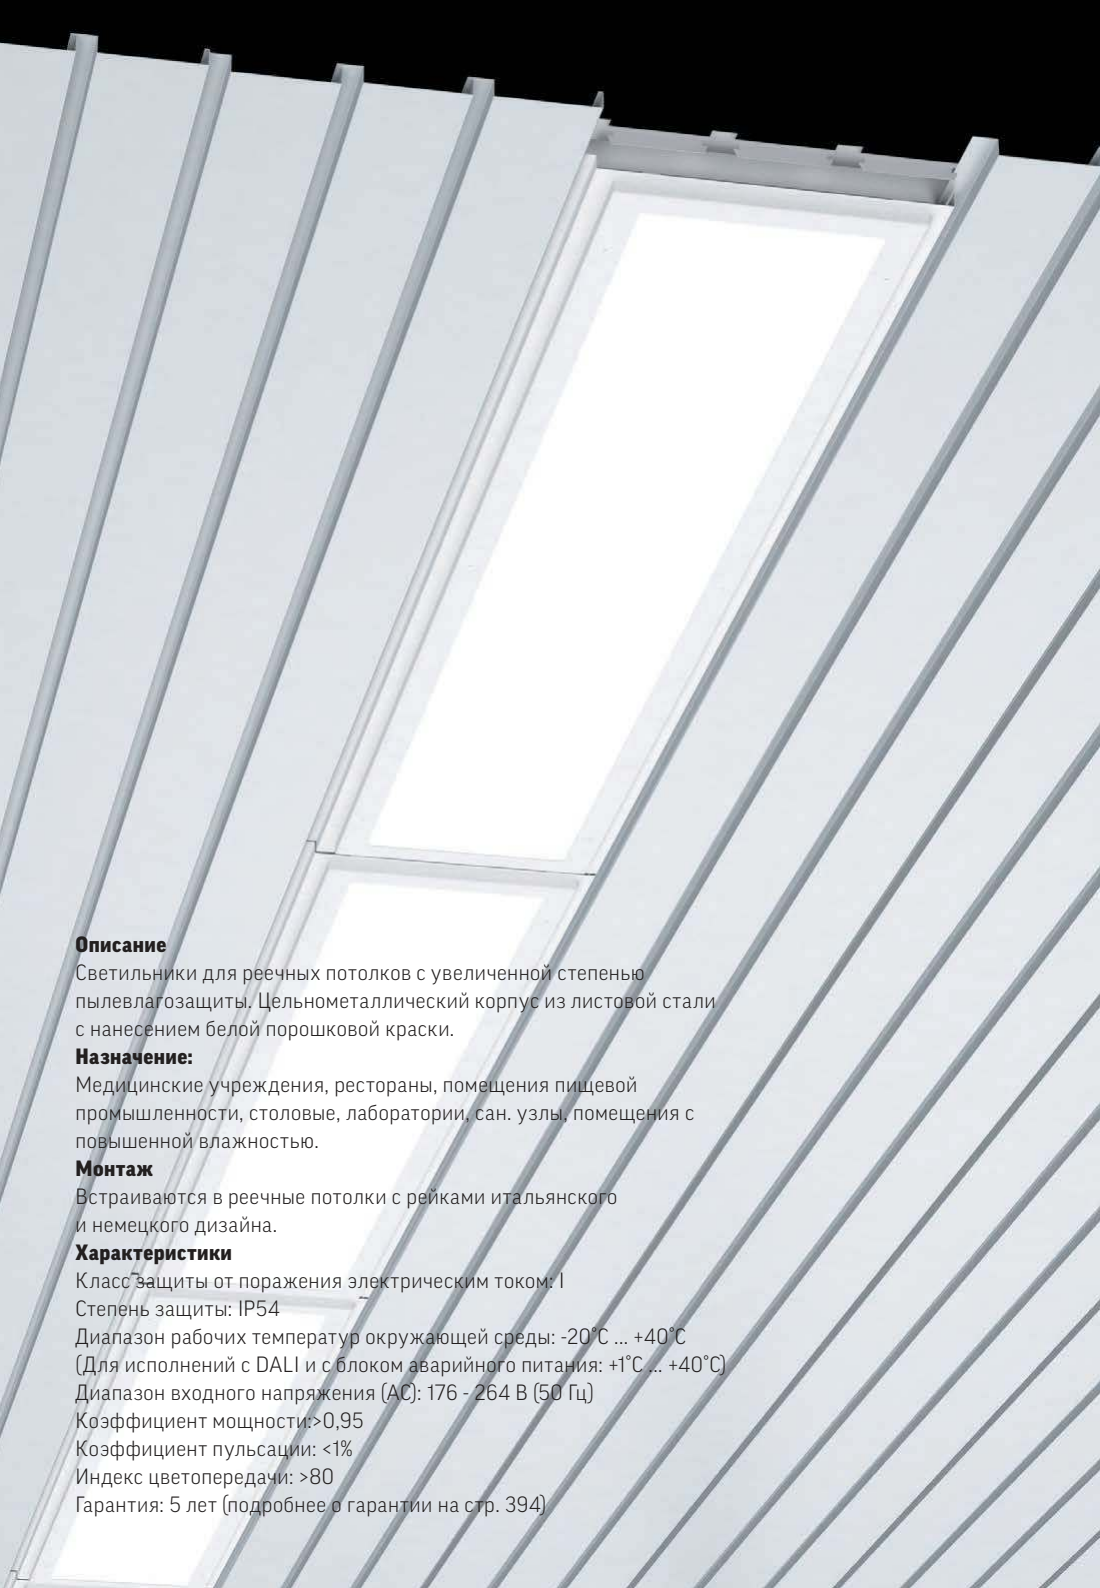 Описание
Светильники для реечных потолков с увеличенной степенью
пылевлагозащиты. Цельнометаллический корпус из листовой стали
с нанесением белой порошковой краски.
Назначение:
Медицинские учреждения, рестораны, помещения пищевой
промышленности, столовые, лаборатории, сан. узлы, помещения с
повышенной влажностью.
Монтаж
Встраиваются в реечные потолки с рейками итальянского
и немецкого дизайна.
Характеристики
Класс защиты от поражения электрическим током: I
Степень защиты: IP54
Диапазон рабочих температур окружающей среды: -20˚С ... +40˚С
(Для исполнений с DALI и с блоком аварийного питания: +1˚С ... +40˚С)
Диапазон входного напряжения (АС): 176 - 264 В (50 Гц)
Коэффициент мощности:>0,95
Коэффициент пульсации: <1%
Индекс цветопередачи: >80
Гарантия: 5 лет (подробнее о гарантии на стр. 394)